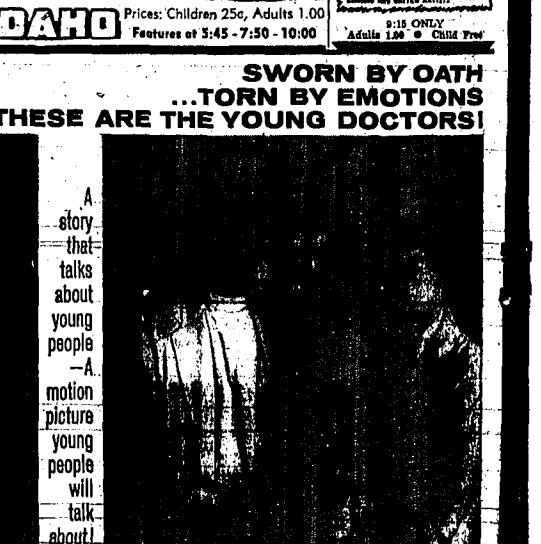 IDAHO
Prices: Children 25c, Adults 1.00
Features at 5:45 - 7:50 - 10:00
9:15 ONLY
Adults 1.00 • Child Free
SWORN BY OATH
...TORN BY EMOTIONS
THESE ARE THE YOUNG DOCTORS!
A
story
that
talks
about
young
people
—A
motion
picture
young
people
will
talk
about!